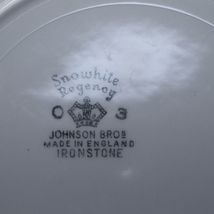 Snowhite
Regency
O 3
JOHNSON BROS
MADE IN ENGLAND
IRONSTONE